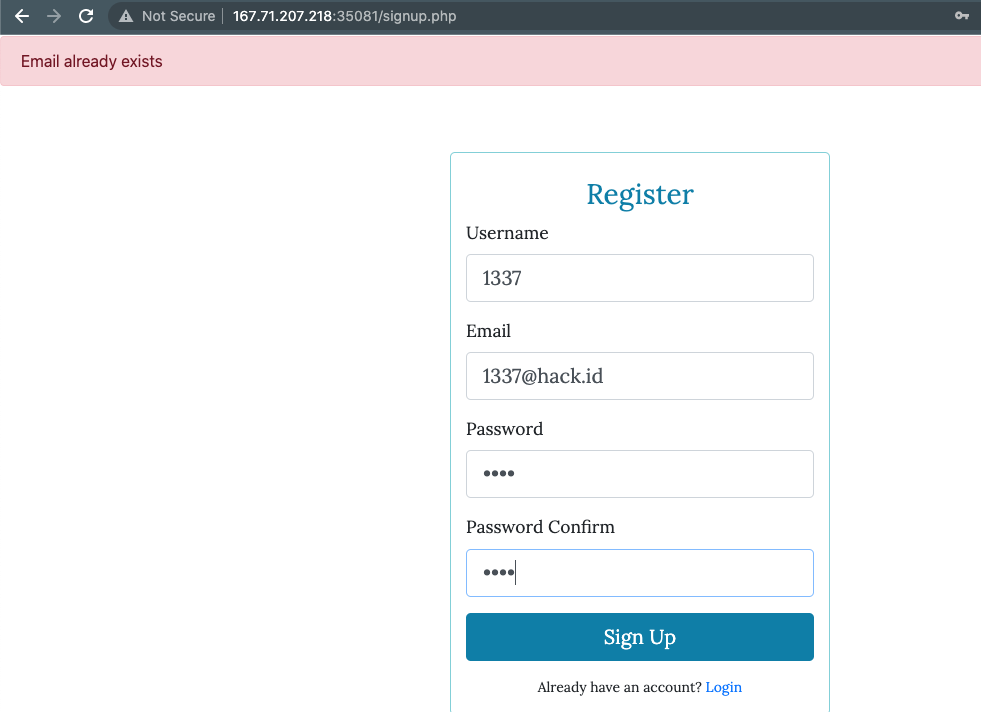 Not Secure | 167.71.207.218:35081/signup.php
Email already exists
Register
Username
1337
Email
1337@hack.id
Password
••••
Password Confirm
••••
Sign Up
Already have an account? Login